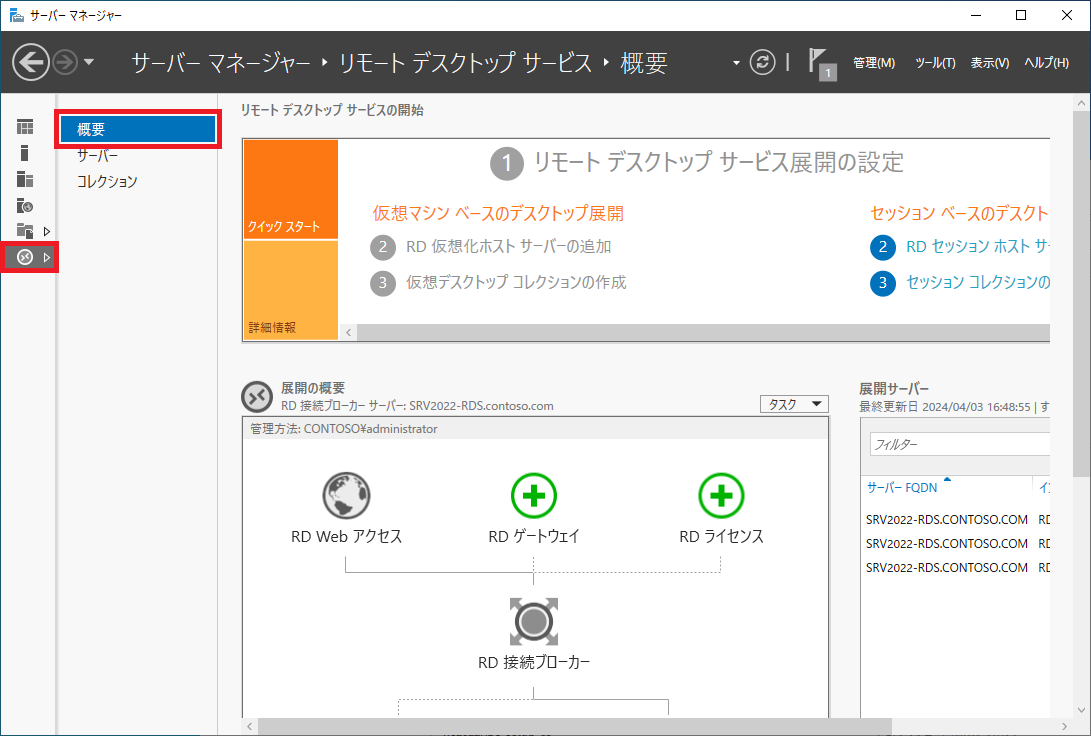 サーバー マネージャー
サーバー マネージャー ‣ リモート デスクトップ サービス ‣ 概要
1
管理(M) ツール(T) 表示(V) ヘルプ(H)
概要
サーバー
コレクション
リモート デスクトップ サービスの開始
クイック スタート
詳細情報
1 リモート デスクトップ サービス展開の設定
仮想マシン ベースのデスクトップ展開
セッション ベースのデスクト
2 RD 仮想化ホスト サーバーの追加
2 RD セッション ホスト サ
3 仮想デスクトップ コレクションの作成
3 セッション コレクションの
展開の概要
RD 接続ブローカー サーバー: SRV2022-RDS.contoso.com
タスク
管理方法: CONTOSO¥administrator
RD Web アクセス
RD ゲートウェイ
RD ライセンス
RD 接続ブローカー
展開サーバー
最終更新日 2024/04/03 16:48:55 | す
フィルター
サーバー FQDN
SRV2022-RDS.CONTOSO.COM RD
SRV2022-RDS.CONTOSO.COM RD
SRV2022-RDS.CONTOSO.COM RD